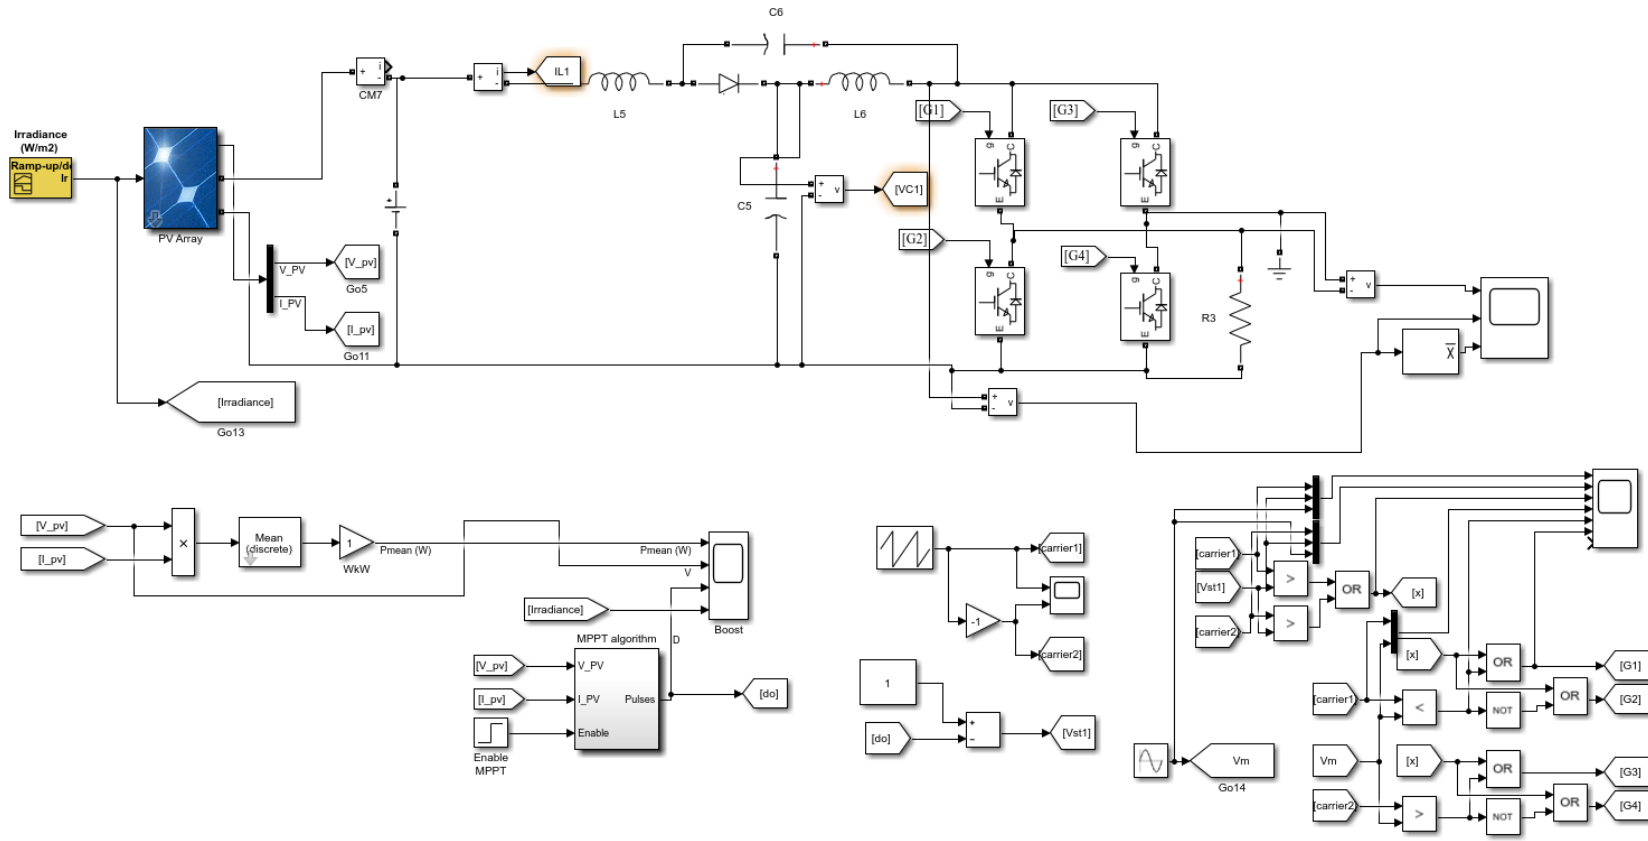 C6
i
+
-
CM7
+
i
-
IL1
L5
L6
[G1]
[G3]
Irradiance
(W/m2)
Ramp-up/do
Ir
PV Array
g
C
E
g
C
E
C5
+
-
v
[VC1]
+
[G2]
[G4]
V_PV
[V_pv]
Go5
I_PV
[I_pv]
Go11
g
C
E
g
C
E
R3
+
-
v
X
[Irradiance]
Go13
+
-
v
[V_pv]
[I_pv]
×
Mean
(discrete)
1
WkW
Pmean (W)
Pmean (W)
V
[Irradiance]
Boost
D
MPPT algorithm
[V_pv]
V_PV
[I_pv]
I_PV
Pulses
[do]
Enable
Enable
MPPT
[carrier1]
-1
[carrier2]
1
[do]
+
−
[Vst1]
Vm
Go14
[carrier1]
[Vst1]
[carrier2]
>
>
OR
[x]
[x]
OR
[G1]
[carrier1]
<
NOT
OR
[G2]
Vm
[x]
OR
[G3]
[carrier2]
>
NOT
OR
[G4]